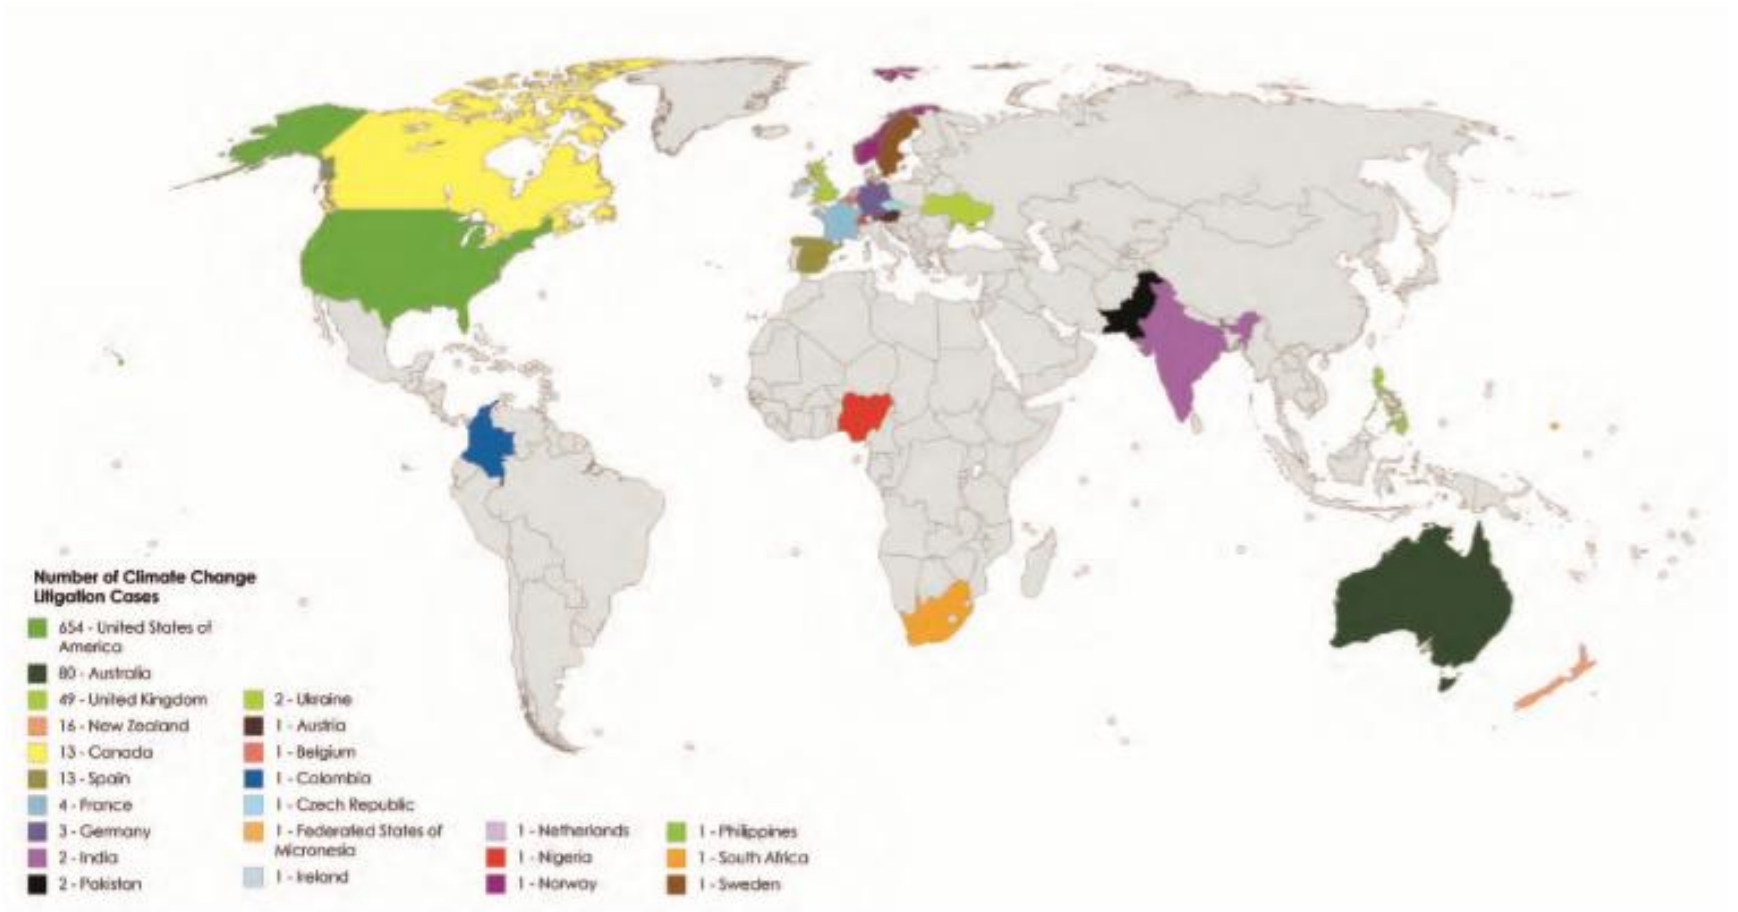 Number of Climate Change
Litigation Cases
654 - United States of
America
80 - Australia
49 - United Kingdom
16 - New Zealand
13 - Canada
13 - Spain
4 - France
3 - Germany
2 - India
2 - Pakistan
2 - Ukraine
1 - Austria
1 - Belgium
1 - Colombia
1 - Czech Republic
1 - Federated States of
Micronesia
1 - Ireland
1 - Netherlands
1 - Nigeria
1 - Norway
1 - Philippines
1 - South Africa
1 - Sweden